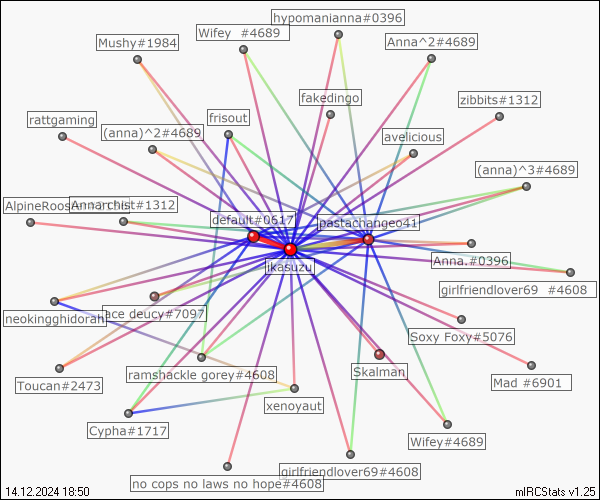 hypomanianna#0396
Wifey  #4689
Mushy#1984
Anna^2#4689
fakedingo
zibbits#1312
rattgaming
frisout
(anna)^2#4689
avelicious
(anna)^3#4689
AlpineRoos
Annarchist#1312
default#0617
pastachangeo41
jikasuzu
Anna.#0396
girlfriendlover69  #4608
neokingghidorah
ace deucy#7097
Soxy Foxy#5076
ramshackle gorey#4608
Skalman
Toucan#2473
Mad #6901
xenoyaut
Cypha#1717
Wifey#4689
girlfriendlover69#4608
no cops no laws no hope#4608
14.12.2024 18:50
mIRCStats v1.25